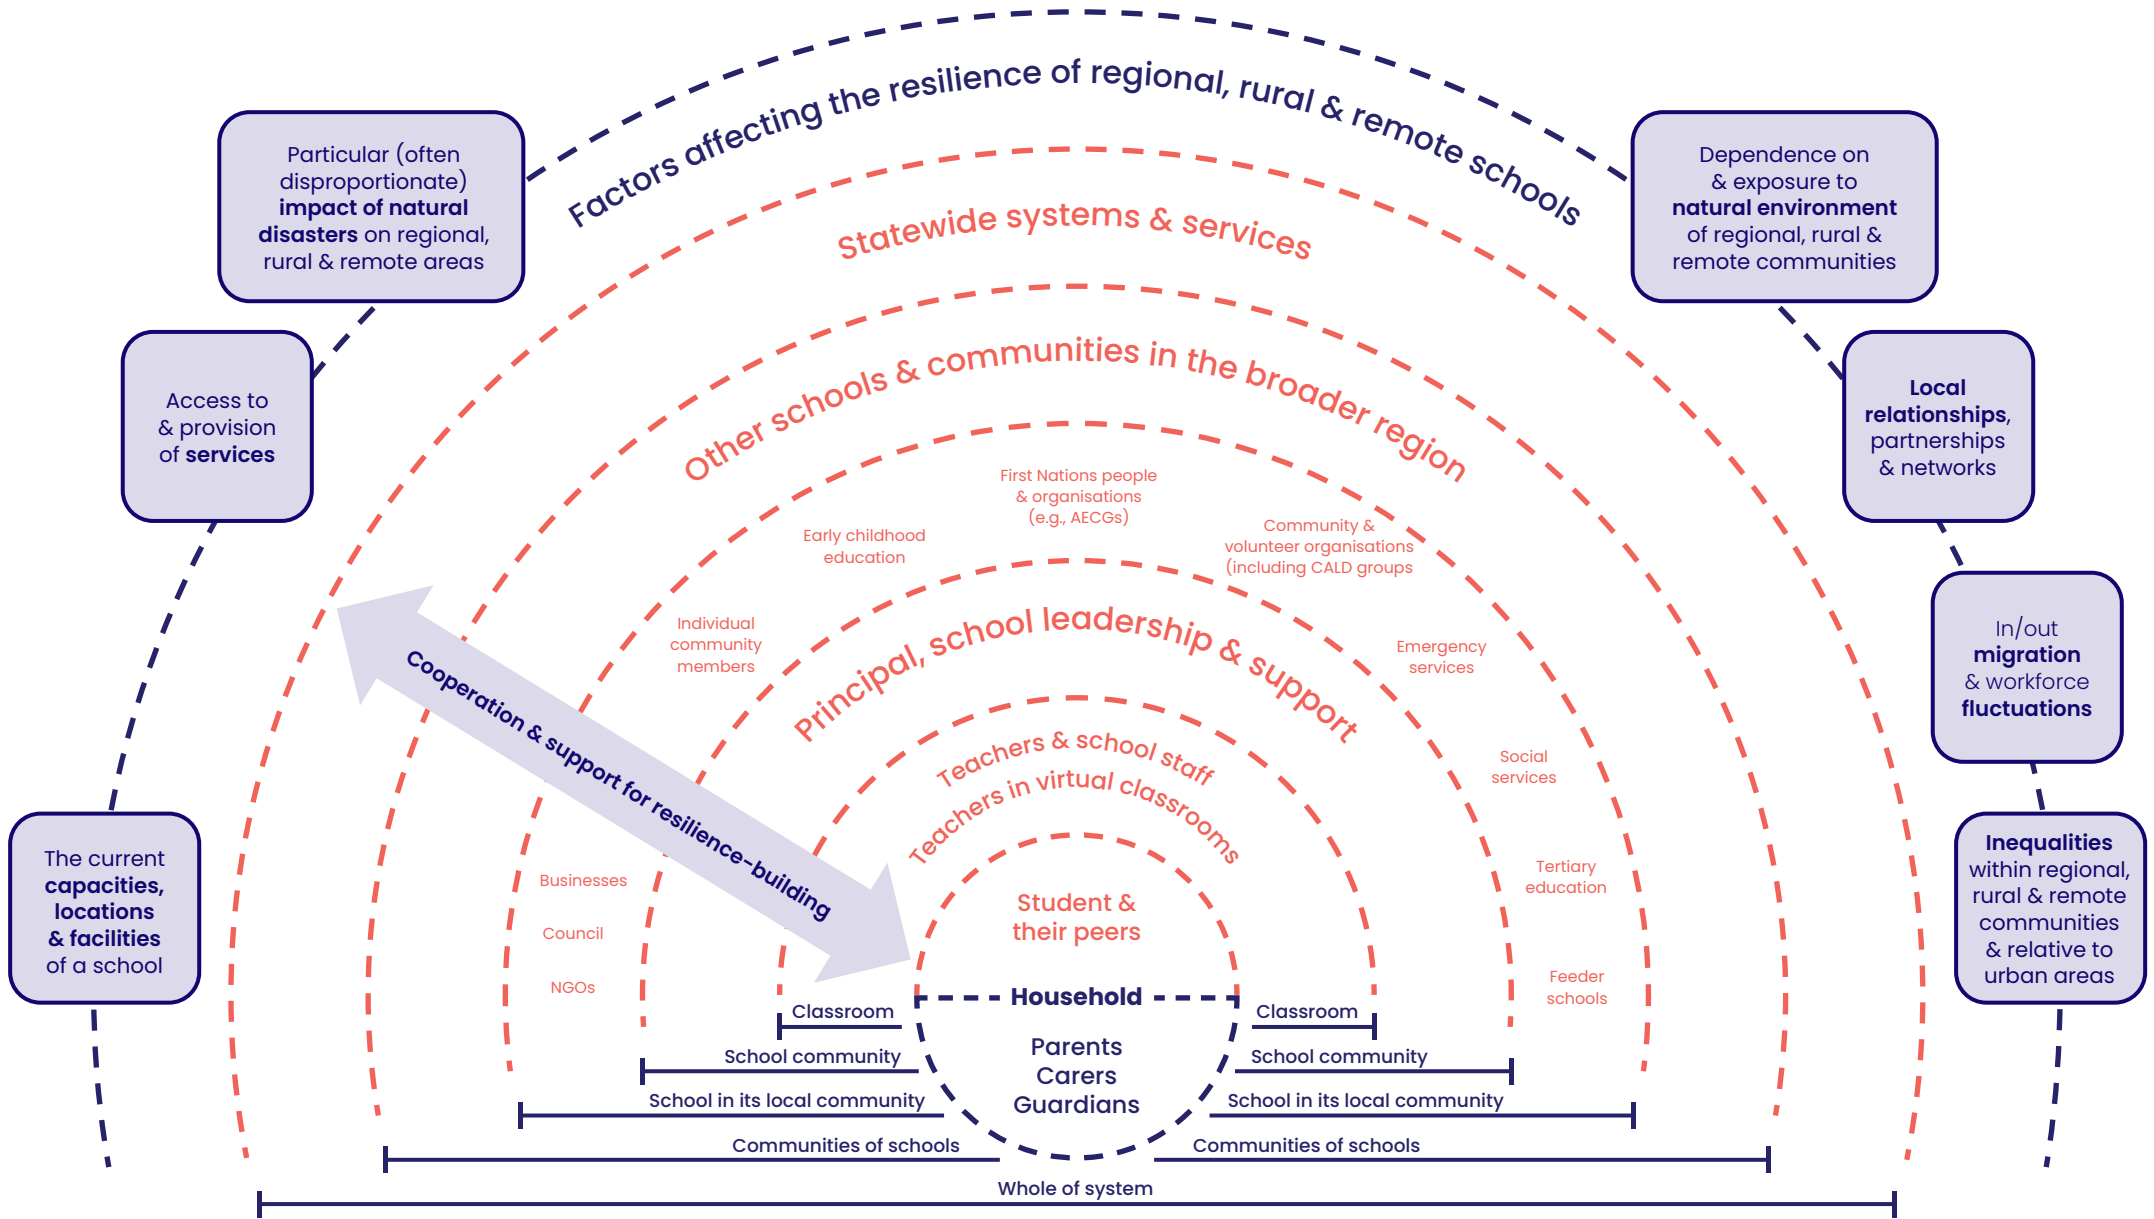 Factors affecting the resilience of regional, rural & remote schools
Particular (often
disproportionate)
impact of natural
disasters on regional,
rural & remote areas
Dependence on
& exposure to
natural environment
of regional, rural &
remote communities
Access to
& provision
of services
Local
relationships,
partnerships
& networks
In/out
migration
& workforce
fluctuations
The current
capacities,
locations
& facilities
of a school
Inequalities
within regional,
rural & remote
communities
& relative to
urban areas
Statewide systems & services
Other schools & communities in the broader region
First Nations people
& organisations
(e.g., AECGs)
Early childhood
education
Community &
volunteer organisations
(including CALD groups
Individual
community
members
Emergency
services
Social
services
Businesses
Tertiary
education
Council
NGOs
Feeder
schools
Principal, school leadership & support
Teachers & school staff
Teachers in virtual classrooms
Cooperation & support for resilience-building
Student &
their peers
Household
Parents
Carers
Guardians
Classroom
Classroom
School community
School community
School in its local community
School in its local community
Communities of schools
Communities of schools
Whole of system